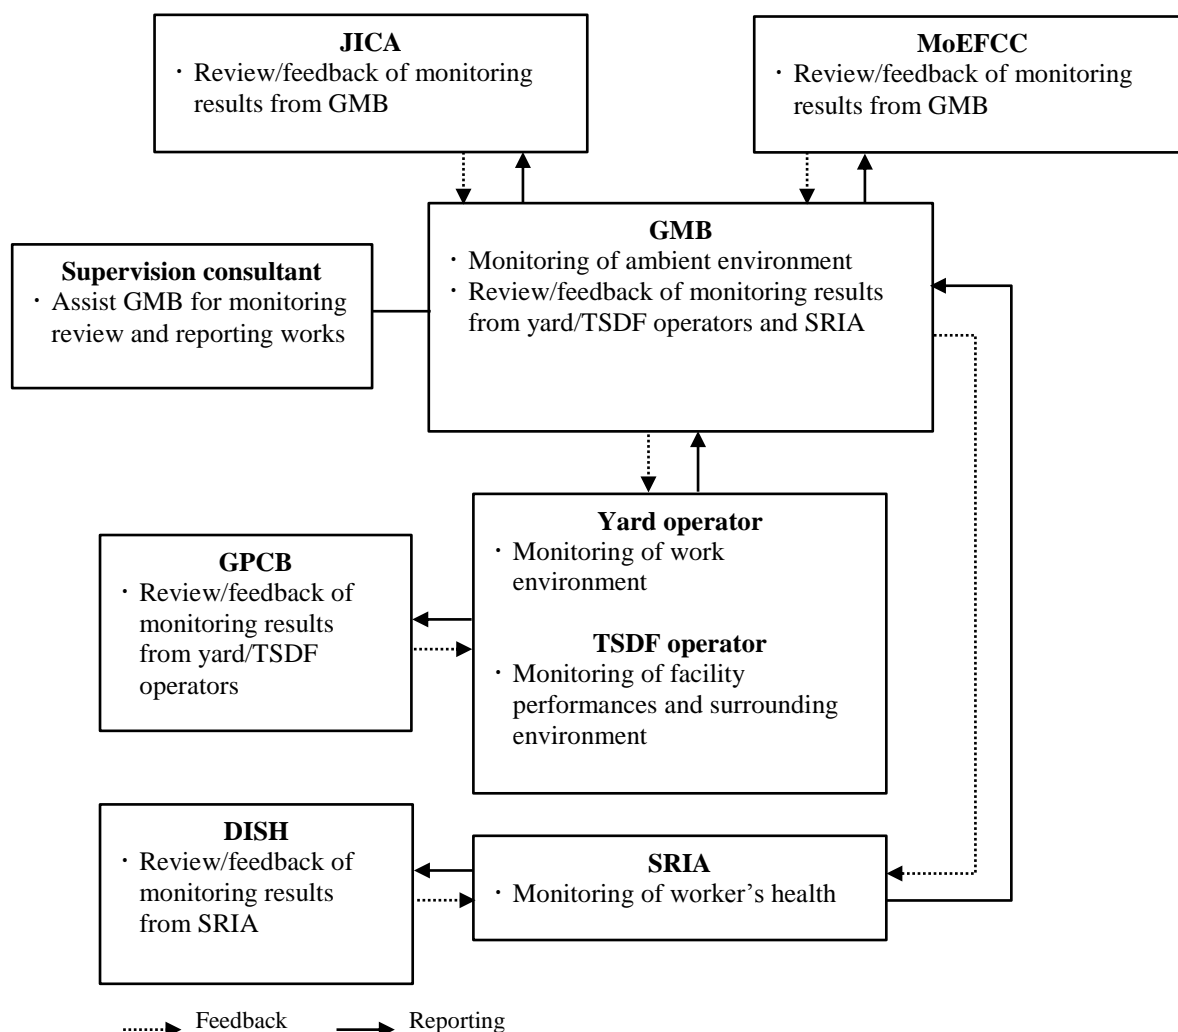 JICA
・Review/feedback of monitoring
results from GMB
MoEFCC
・Review/feedback of monitoring
results from GMB
GMB
・Monitoring of ambient environment
・Review/feedback of monitoring results
from yard/TSDF operators and SRIA
Supervision consultant
・Assist GMB for monitoring
review and reporting works
Yard operator
・Monitoring of work
environment
TSDF operator
・Monitoring of facility
performances and surrounding
environment
GPCB
・Review/feedback of
monitoring results
from yard/TSDF
operators
DISH
・Review/feedback of
monitoring results
from SRIA
SRIA
・Monitoring of worker’s health
Feedback
Reporting